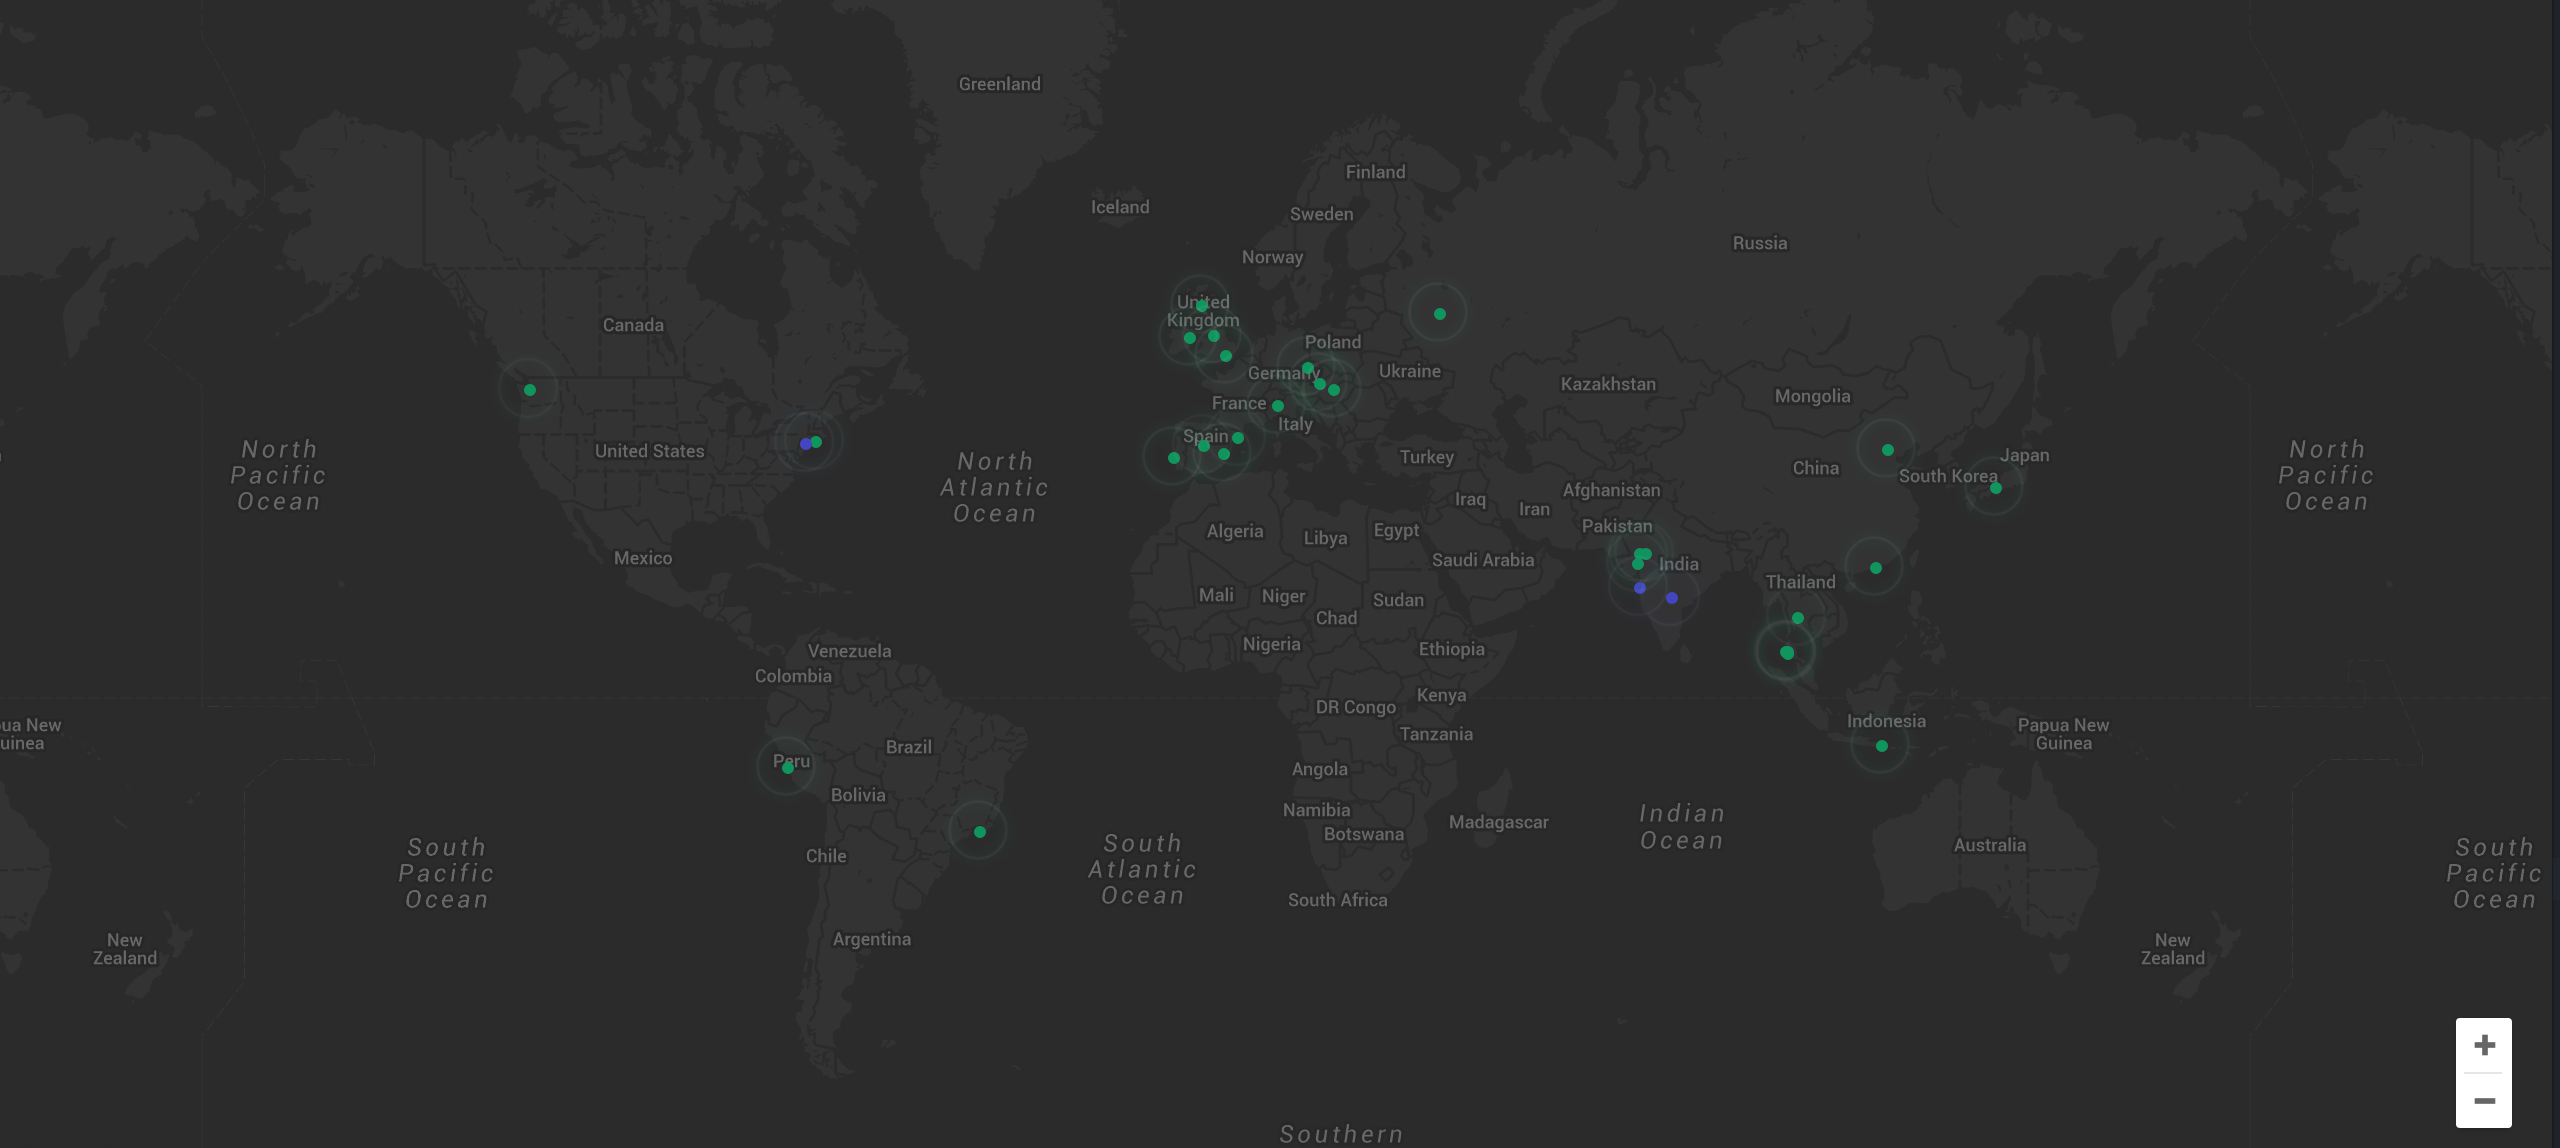 Greenland
Finland
Iceland
Sweden
Norway
Russia
United
Kingdom
Canada
Poland
Germany
Ukraine
Kazakhstan
Mongolia
France
Italy
Spain
United States
Turkey
Japan
China
South Korea
North
Pacific
Ocean
North
Atlantic
Ocean
North
Pacific
Ocean
Afghanistan
Iraq
Iran
Pakistan
Algeria
Libya
Egypt
Mexico
Saudi Arabia
India
Thailand
Mali
Niger
Sudan
Chad
Nigeria
Ethiopia
Venezuela
Colombia
Kenya
DR Congo
Indonesia
pua New
uinea
Papua New
Guinea
Tanzania
Brazil
Peru
Angola
Bolivia
Namibia
Madagascar
Botswana
Indian
Ocean
Chile
Australia
South
Pacific
Ocean
South
Atlantic
Ocean
South
Pacific
Ocean
South Africa
Argentina
New
Zealand
New
Zealand
Southern